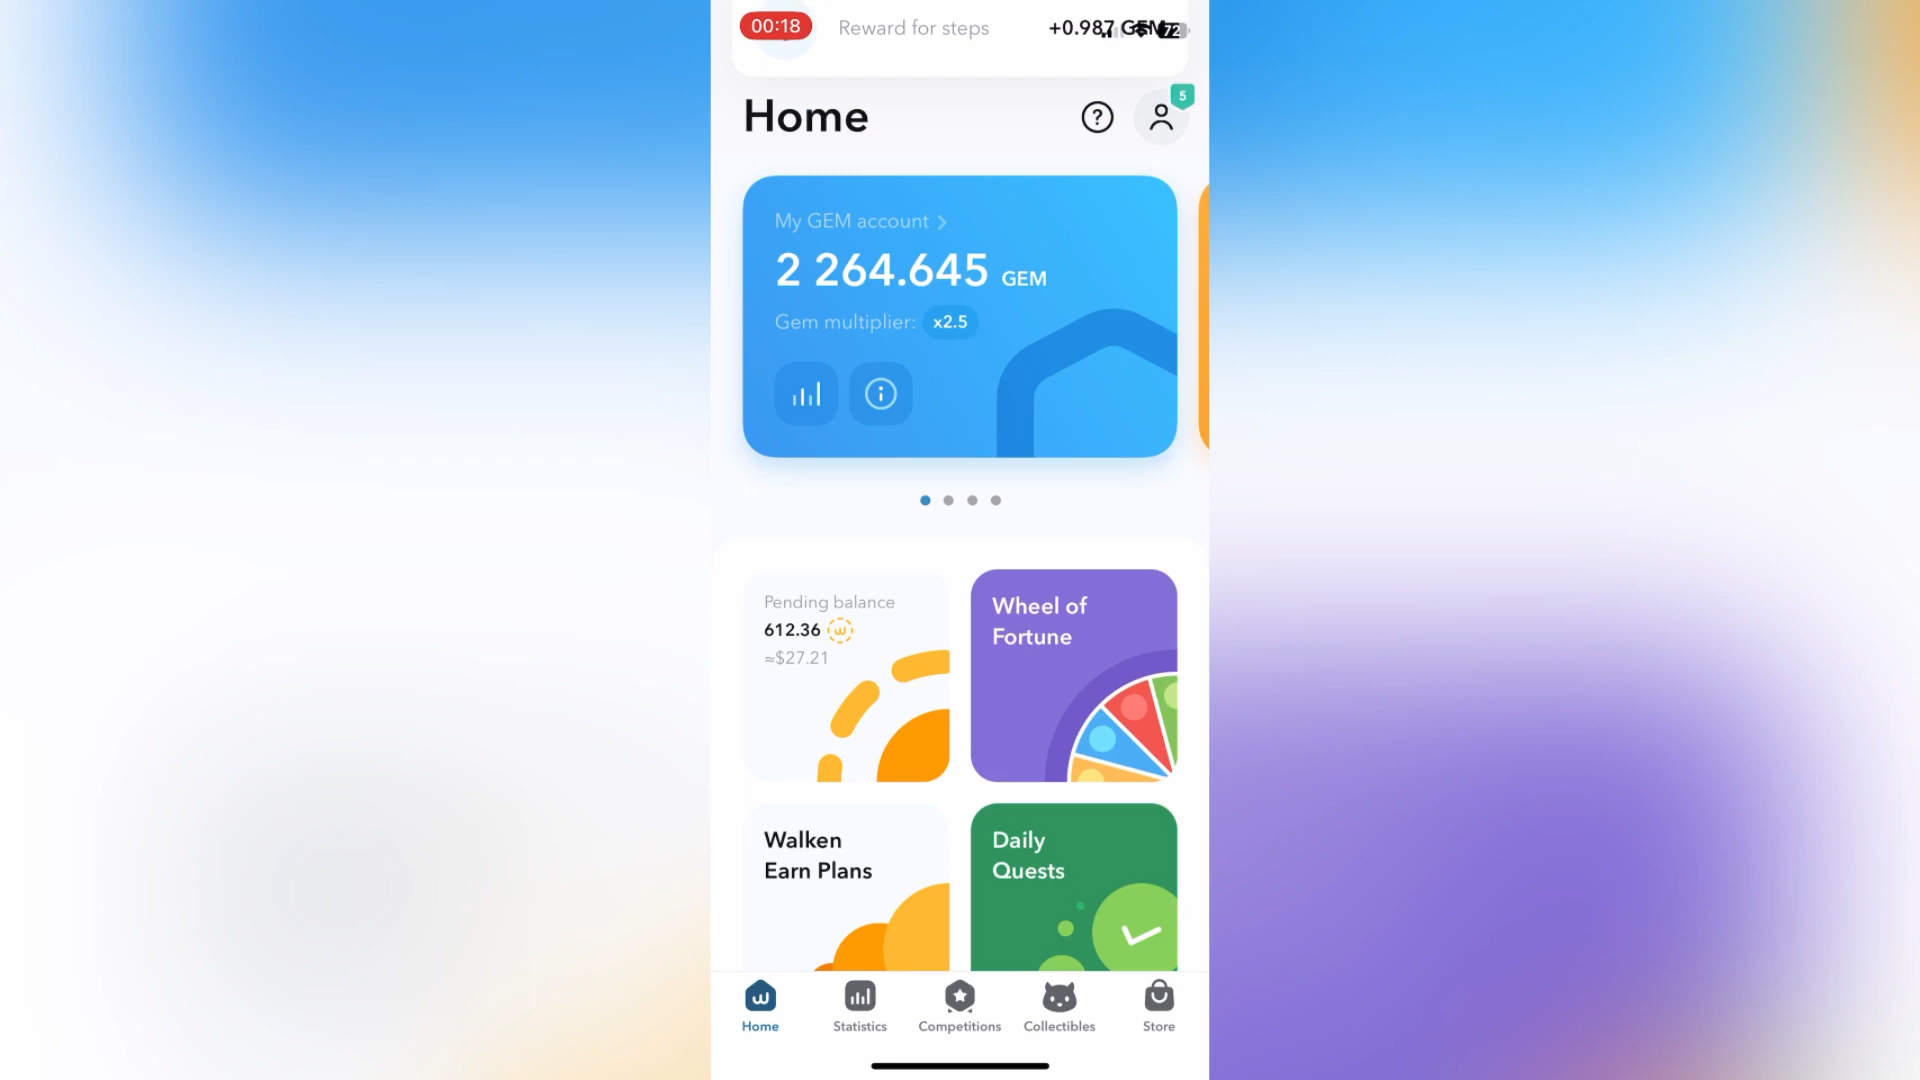 00:18 Reward for steps +0.987 GEM 72
Home
5
My GEM account
2 264.645 GEM
Gem multiplier: x2.5
Pending balance
612.36
≈$27.21
Wheel of
Fortune
Walken
Earn Plans
Daily
Quests
Home Statistics Competitions Collectibles Store